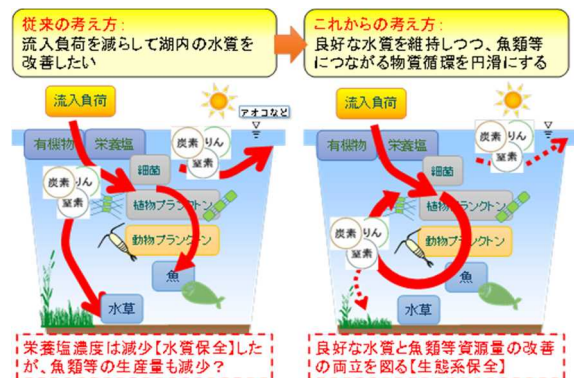 従来の考え方：
流入負荷を減らして湖内の水質を
改善したい
これからの考え方：
良好な水質を維持しつつ、魚類等
につながる物質循環を円滑にする
流入負荷
アオコなど
有機物
栄養塩
炭素
りん
窒素
細菌
炭素
りん
窒素
植物プランクトン
動物プランクトン
魚
水草
栄養塩濃度は減少【水質保全】した
が、魚類等の生産量も減少？
流入負荷
有機物
栄養塩
炭素
りん
窒素
細菌
植物プランクトン
炭素
りん
窒素
動物プランクトン
魚
水草
良好な水質と魚類等資源量の改善
の両立を図る【生態系保全】